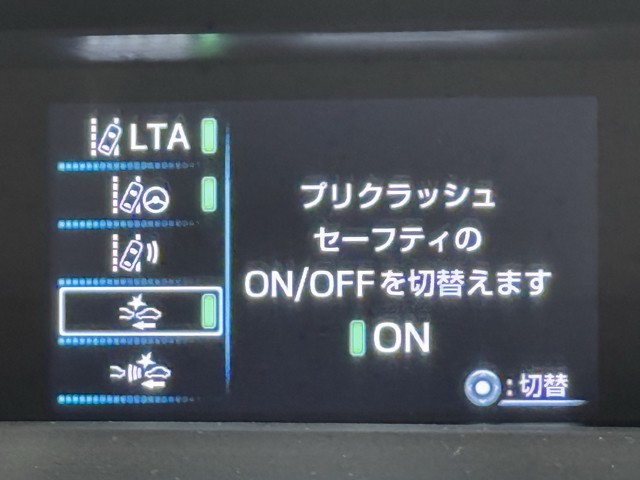 LTA
プリクラッシュ
セーフティの
ON/OFFを切替えます
ON
:切替